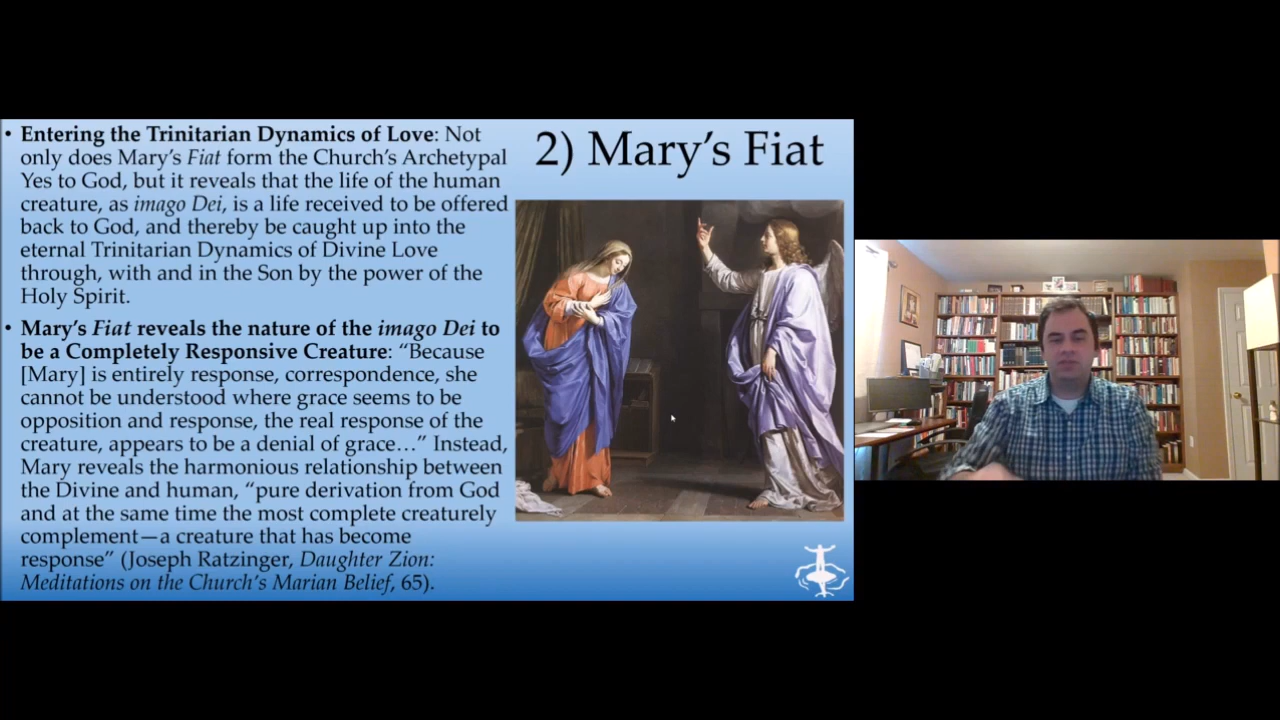 2) Mary’s Fiat
• Entering the Trinitarian Dynamics of Love: Not
only does Mary’s Fiat form the Church’s Archetypal
Yes to God, but it reveals that the life of the human
creature, as imago Dei, is a life received to be offered
back to God, and thereby be caught up into the
eternal Trinitarian Dynamics of Divine Love
through, with and in the Son by the power of the
Holy Spirit.
• Mary’s Fiat reveals the nature of the imago Dei to
be a Completely Responsive Creature: “Because
[Mary] is entirely response, correspondence, she
cannot be understood where grace seems to be
opposition and response, the real response of the
creature, appears to be a denial of grace…” Instead,
Mary reveals the harmonious relationship between
the Divine and human, “pure derivation from God
and at the same time the most complete creaturely
complement—a creature that has become
response” (Joseph Ratzinger, Daughter Zion:
Meditations on the Church’s Marian Belief, 65).